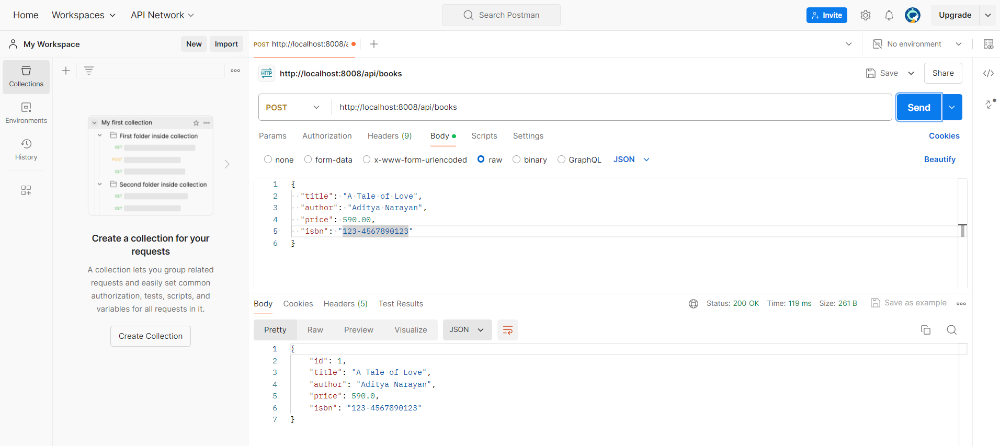 Home Workspaces API Network Search Postman Invite Upgrade
My Workspace New Import POST http://localhost:8008/a No environment
Collections
Environments
History
My first collection
First folder inside collection
GET
POST
GET
Second folder inside collection
GET
GET
Create a collection for your
requests
A collection lets you group related
requests and easily set common
authorization, tests, scripts, and
variables for all requests in it.
Create Collection
HTTP http://localhost:8008/api/books Save Share
POST http://localhost:8008/api/books Send
Params Authorization Headers (9) Body Scripts Settings Cookies
none form-data x-www-form-urlencoded raw binary GraphQL JSON Beautify
1 {
2 "title": "A Tale of Love",
3 "author": "Aditya Narayan",
4 "price": 590.00,
5 "isbn": "123-4567890123"
6 }
Body Cookies Headers (5) Test Results Status: 200 OK Time: 119 ms Size: 261 B Save as example
Pretty Raw Preview Visualize JSON
1 {
2 "id": 1,
3 "title": "A Tale of Love",
4 "author": "Aditya Narayan",
5 "price": 590.0,
6 "isbn": "123-4567890123"
7 }